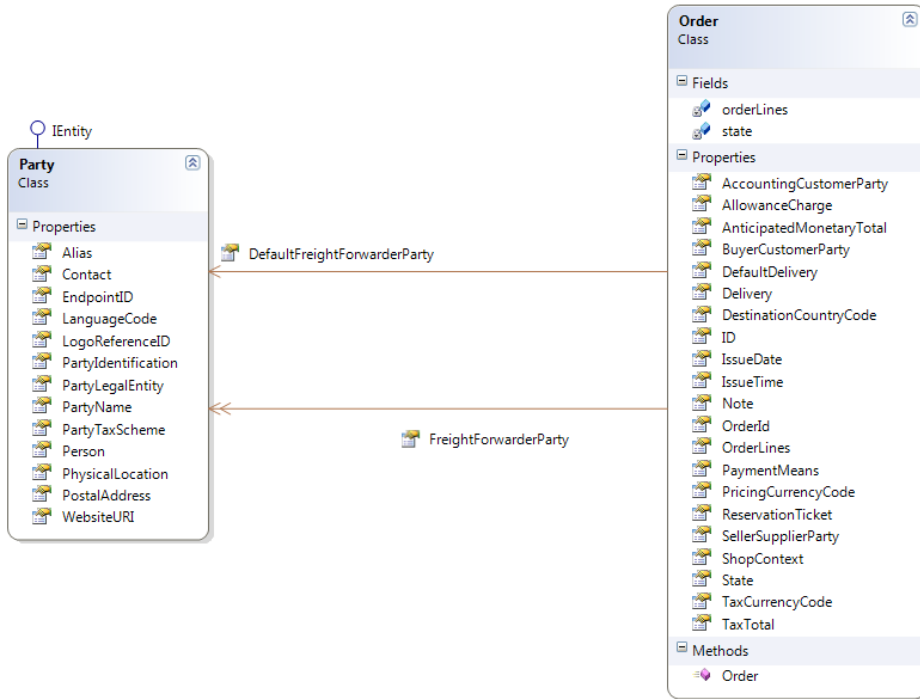 IEntity
Party
Class
Properties
Alias
Contact
EndpointID
LanguageCode
LogoReferenceID
PartyIdentification
PartyLegalEntity
PartyName
PartyTaxScheme
Person
PhysicalLocation
PostalAddress
WebsiteURI
DefaultFreightForwarderParty
FreightForwarderParty
Order
Class
Fields
orderLines
state
Properties
AccountingCustomerParty
AllowanceCharge
AnticipatedMonetaryTotal
BuyerCustomerParty
DefaultDelivery
Delivery
DestinationCountryCode
ID
IssueDate
IssueTime
Note
OrderId
OrderLines
PaymentMeans
PricingCurrencyCode
ReservationTicket
SellerSupplierParty
ShopContext
State
TaxCurrencyCode
TaxTotal
Methods
Order